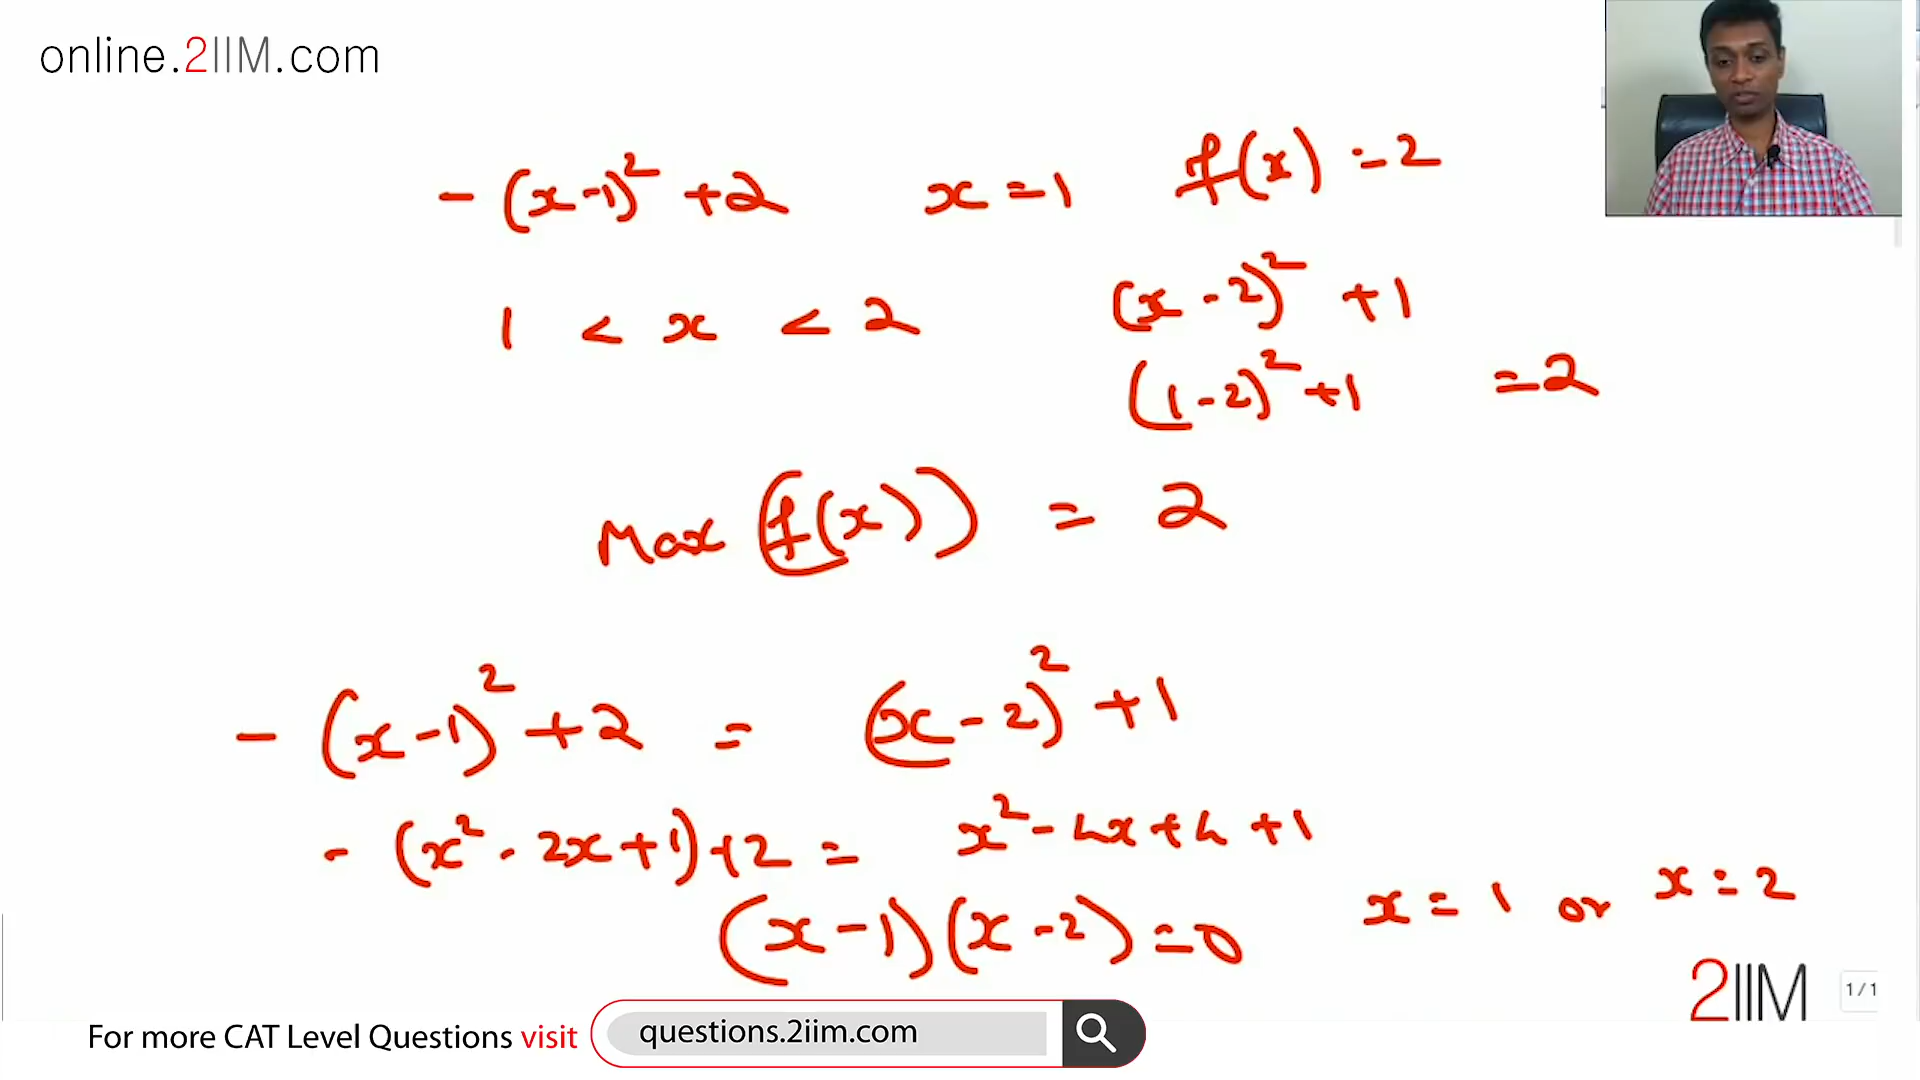 online.2IIM.com
- (x-1)² +2 x = 1 f(x) = 2
1 < x < 2 (x - 2)² + 1
(1-2)² + 1 = 2
Max (f(x)) = 2
- (x-1)² + 2 = (x - 2)² + 1
- (x² - 2x + 1) + 2 = x² - 4x + 4 + 1
(x - 1)(x - 2) = 0 x = 1 or x = 2
2IIM 1/1
For more CAT Level Questions visit questions.2iim.com